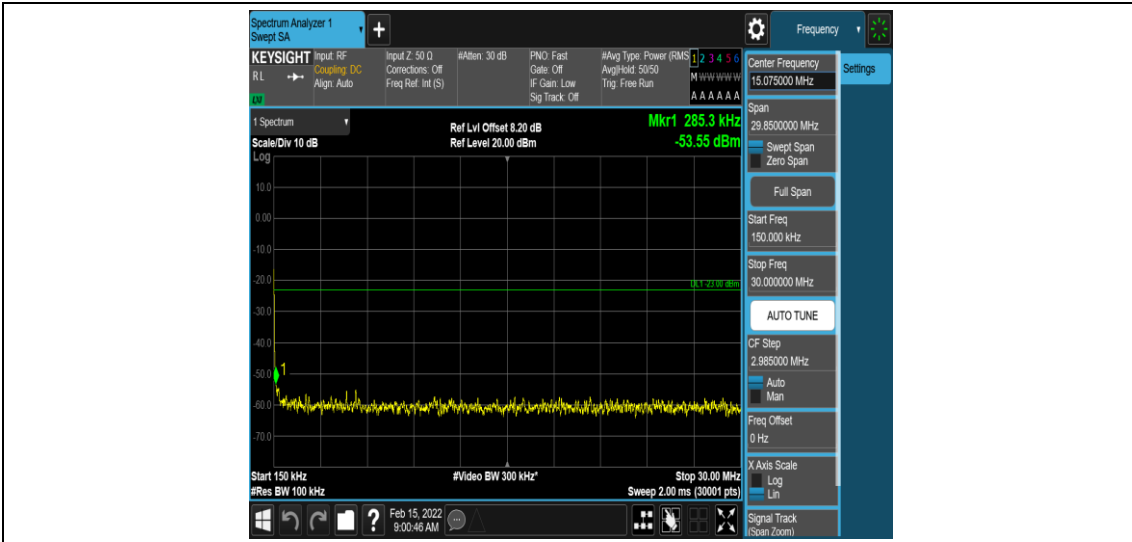 Spectrum Analyzer 1
Swept SA
Frequency
KEYSIGHT
RL
Input: RF
Coupling: DC
Align: Auto
Input Z: 50 Ω
Corrections: Off
Freq Ref: Int (S)
#Atten: 30 dB
PNO: Fast
Gate: Off
IF Gain: Low
Sig Track: Off
#Avg Type: Power (RMS
Avg|Hold: 50/50
Trig: Free Run
1 2 3 4 5 6
M W W W W W
A A A A A A
1 Spectrum
Scale/Div 10 dB
Log
Ref Lvl Offset 8.20 dB
Ref Level 20.00 dBm
Mkr1 285.3 kHz
-53.55 dBm
10.0
0.00
-10.0
-20.0
DL1 -23.00 dBm
-30.0
-40.0
-50.0
1
-60.0
-70.0
Start 150 kHz
#Res BW 100 kHz
#Video BW 300 kHz*
Stop 30.00 MHz
Sweep 2.00 ms (30001 pts)
Feb 15, 2022
9:00:46 AM
Center Frequency
15.075000 MHz
Settings
Span
29.8500000 MHz
Swept Span
Zero Span
Full Span
Start Freq
150.000 kHz
Stop Freq
30.000000 MHz
AUTO TUNE
CF Step
2.985000 MHz
Auto
Man
Freq Offset
0 Hz
X Axis Scale
Log
Lin
Signal Track
(Span Zoom)